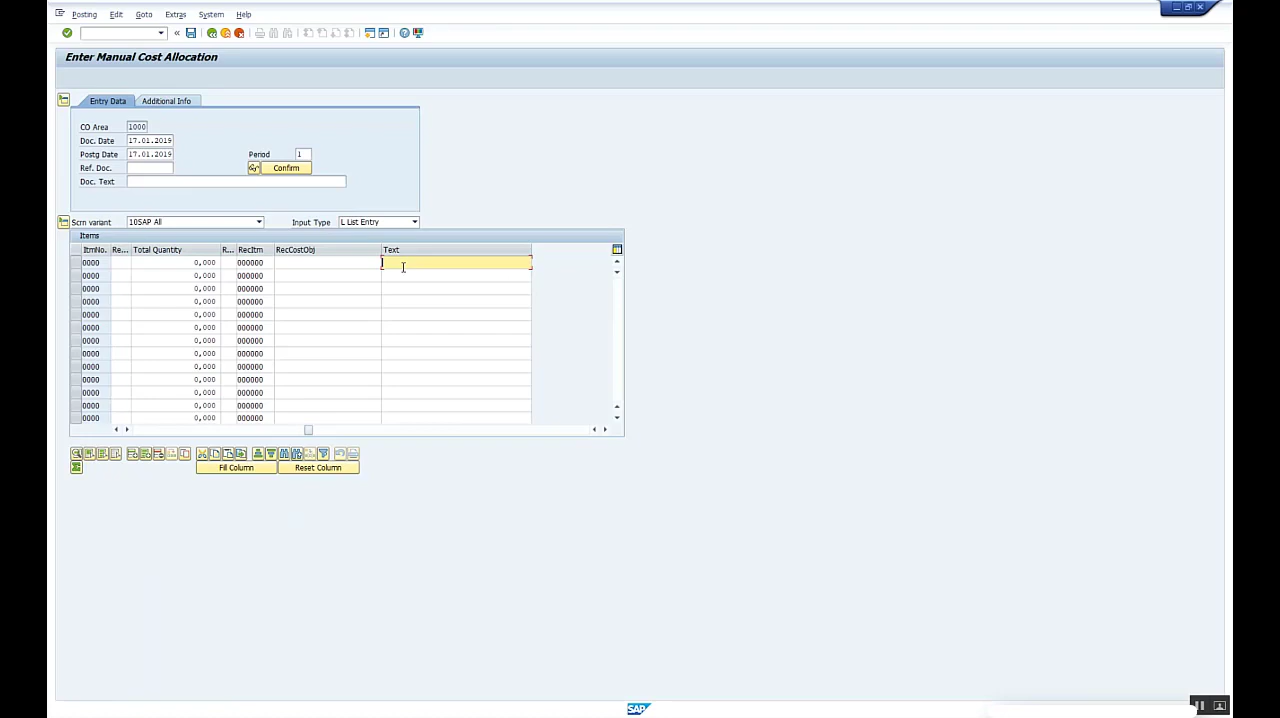 Posting Edit Goto Extras System Help
Enter Manual Cost Allocation
Entry Data Additional Info
CO Area 1000
Doc. Date 17.01.2019
Postg Date 17.01.2019 Period 1
Ref. Doc. Confirm
Doc. Text
Scrn variant 10SAP All Input Type L List Entry
Items
ItmNo. Re... Total Quantity R... RecItm RecCostObj Text
0000 0,000 000000
0000 0,000 000000
0000 0,000 000000
0000 0,000 000000
0000 0,000 000000
0000 0,000 000000
0000 0,000 000000
0000 0,000 000000
0000 0,000 000000
0000 0,000 000000
0000 0,000 000000
0000 0,000 000000
0000 0,000 000000
Fill Column Reset Column
SAP